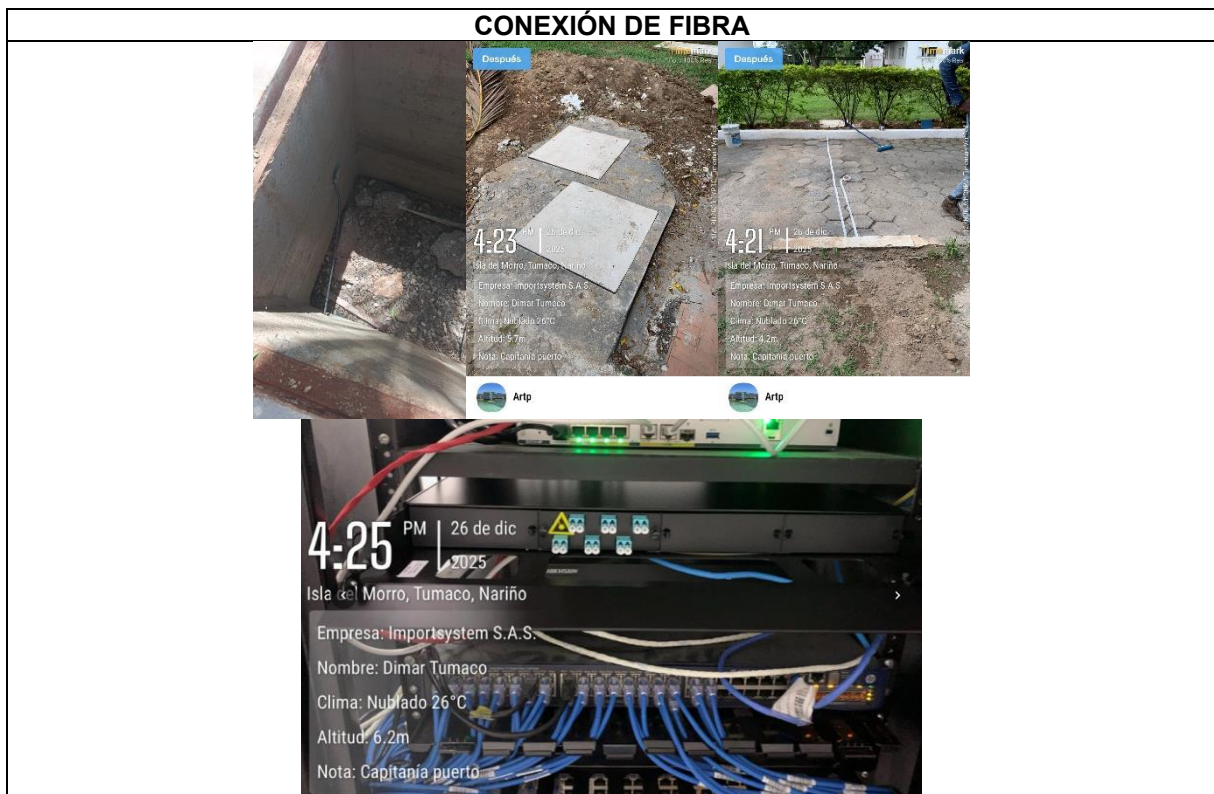 CONEXIÓN DE FIBRA
Después
4:23 PM 26 de dic
2025
Isla del Morro, Tumaco, Nariño
Empresa: Importsystem S.A.S.
Nombre: Dimar Tumaco
Clima: Nublado 26°C
Altitud: 5.7m
Nota: Capitanía puerto
Artp
Después
4:21 PM 26 de dic
2025
Isla del Morro, Tumaco, Nariño
Empresa: Importsystem S.A.S.
Nombre: Dimar Tumaco
Clima: Nublado 26°C
Altitud: 4.2m
Nota: Capitanía puerto
Artp
4:25 PM 26 de dic
2025
Isla del Morro, Tumaco, Nariño
Empresa: Importsystem S.A.S.
Nombre: Dimar Tumaco
Clima: Nublado 26°C
Altitud: 6.2m
Nota: Capitanía puerto
HIKVISION